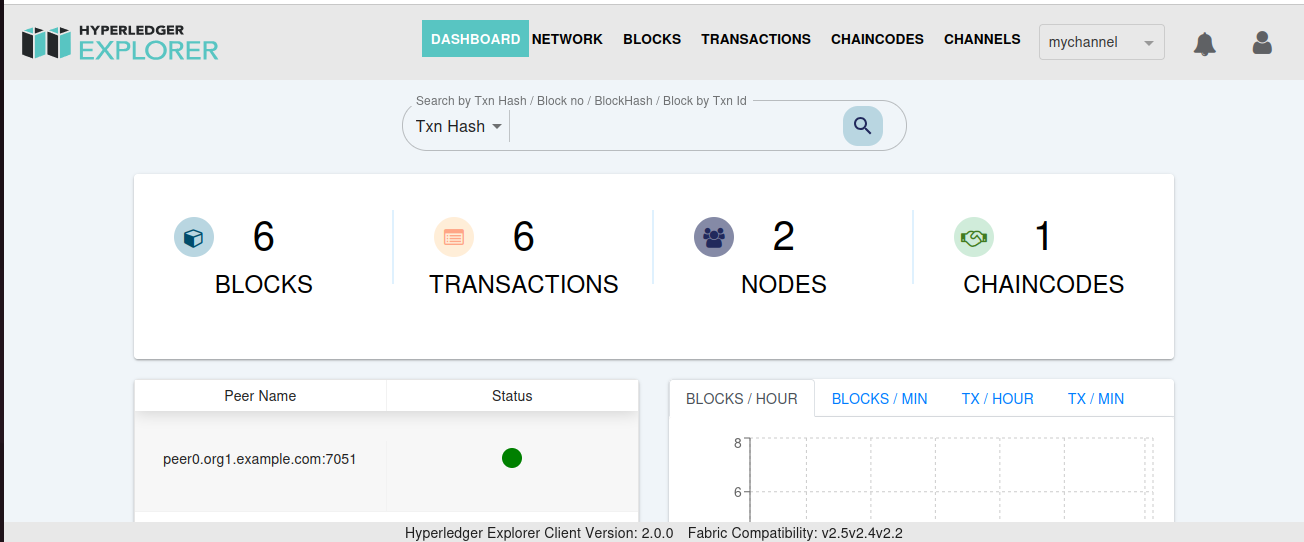 HYPERLEDGER
EXPLORER
DASHBOARD NETWORK BLOCKS TRANSACTIONS CHAINCODES CHANNELS mychannel
Search by Txn Hash / Block no / BlockHash / Block by Txn Id
Txn Hash
6 6 2 1
BLOCKS TRANSACTIONS NODES CHAINCODES
Peer Name Status
peer0.org1.example.com:7051
BLOCKS / HOUR BLOCKS / MIN TX / HOUR TX / MIN
8
6
Hyperledger Explorer Client Version: 2.0.0 Fabric Compatibility: v2.5v2.4v2.2